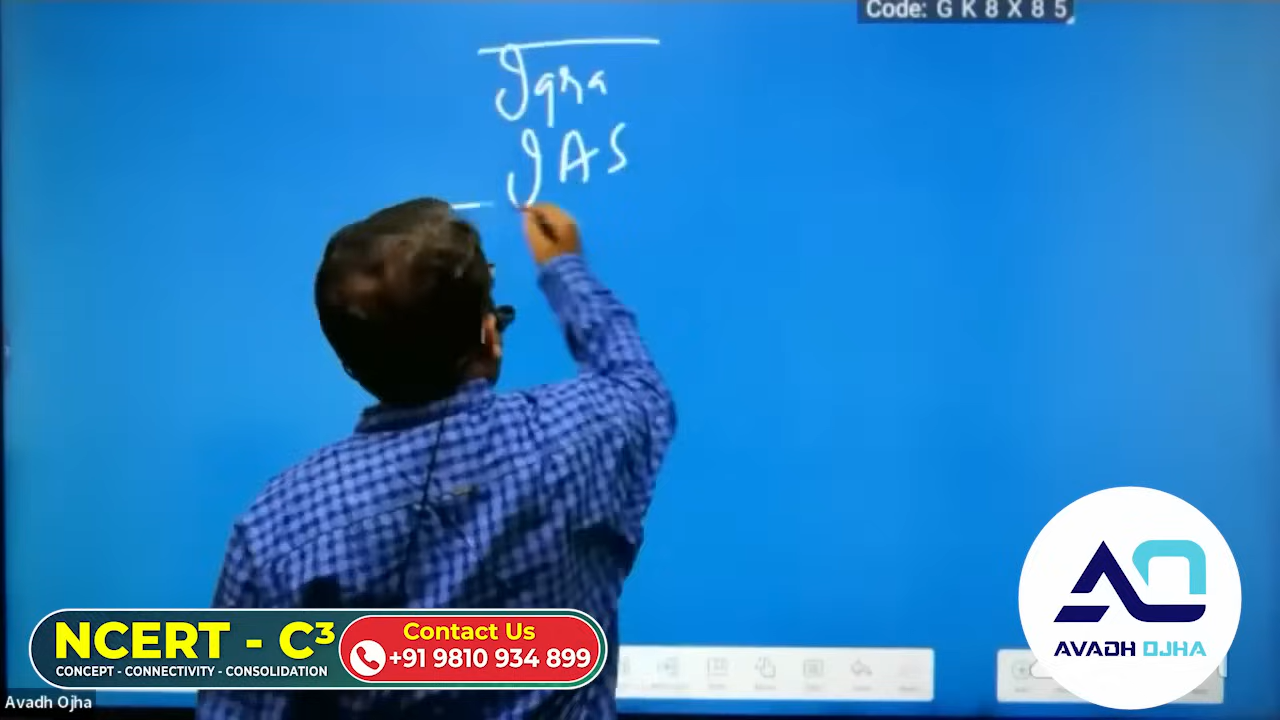 Code: G K 8 X 8 5
Iqra
IAS
NCERT - C³
CONCEPT - CONNECTIVITY - CONSOLIDATION
Contact Us
+91 9810 934 899
AVADH OJHA
Avadh Ojha